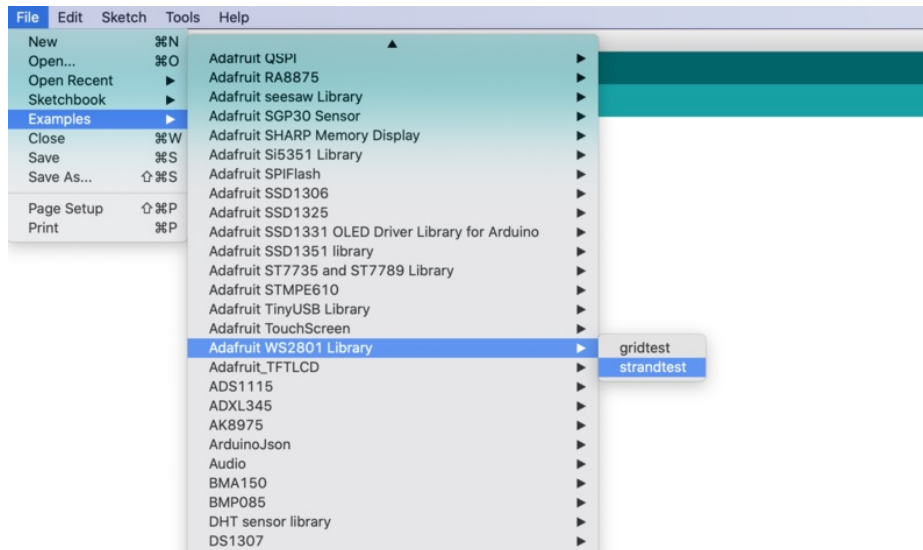 File Edit Sketch Tools Help
New ⌘N
Open... ⌘O
Open Recent ▶
Sketchbook ▶
Examples ▶
Close ⌘W
Save ⌘S
Save As... ⇧⌘S
Page Setup ⇧⌘P
Print ⌘P
▲
Adafruit QSPI ▶
Adafruit RA8875 ▶
Adafruit seesaw Library ▶
Adafruit SGP30 Sensor ▶
Adafruit SHARP Memory Display ▶
Adafruit Si5351 Library ▶
Adafruit SPIFlash ▶
Adafruit SSD1306 ▶
Adafruit SSD1325 ▶
Adafruit SSD1331 OLED Driver Library for Arduino ▶
Adafruit SSD1351 library ▶
Adafruit ST7735 and ST7789 Library ▶
Adafruit STMPE610 ▶
Adafruit TinyUSB Library ▶
Adafruit TouchScreen ▶
Adafruit WS2801 Library ▶
Adafruit_TFTLCD ▶
ADS1115 ▶
ADXL345 ▶
AK8975 ▶
ArduinoJson ▶
Audio ▶
BMA150 ▶
BMP085 ▶
DHT sensor library ▶
DS1307 ▶
gridtest
strandtest